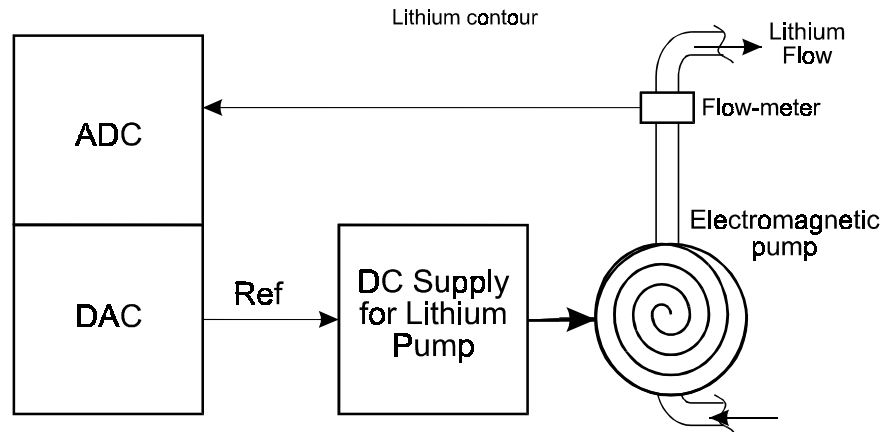 Lithium contour
Lithium
Flow
Flow-meter
ADC
Electromagnetic
pump
DAC
Ref
DC Supply
for Lithium
Pump